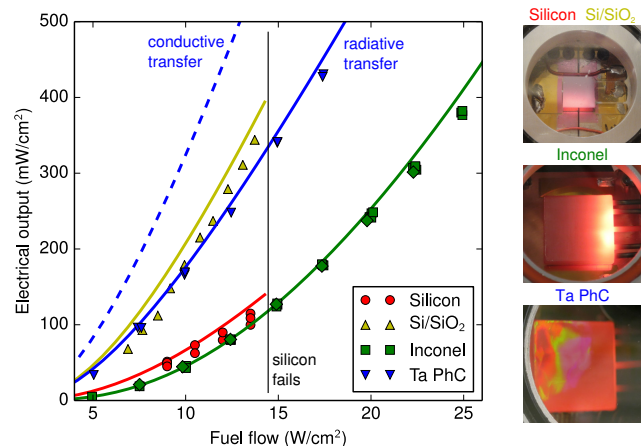 Silicon Si/SiO₂
500
400
300
200
100
0
Electrical output (mW/cm²)
conductive
transfer
radiative
transfer
silicon
fails
Silicon
Si/SiO₂
Inconel
Ta PhC
5
10
15
20
25
Fuel flow (W/cm²)
Inconel
Ta PhC